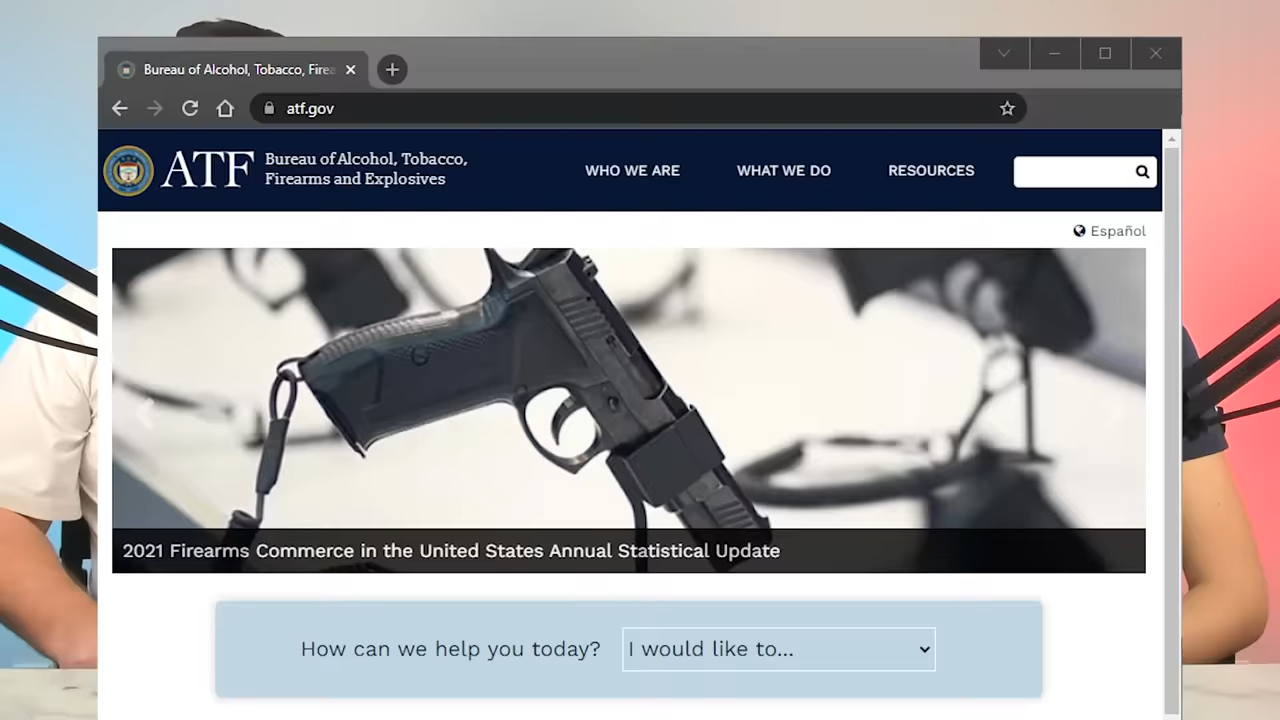 Bureau of Alcohol, Tobacco, Firea
atf.gov
ATF
Bureau of Alcohol, Tobacco,
Firearms and Explosives
WHO WE ARE
WHAT WE DO
RESOURCES
Español
2021 Firearms Commerce in the United States Annual Statistical Update
How can we help you today?
I would like to...